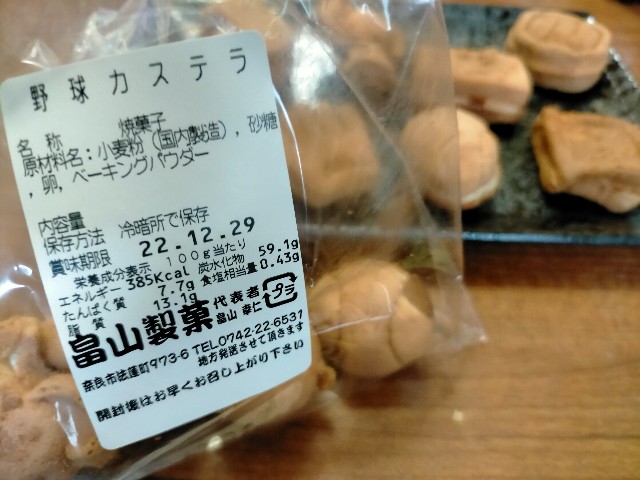 野球カステラ
名 称 焼菓子
原材料名:小麦粉(国内製造),砂糖
,卵,ベーキングパウダー
内容量
保存方法 冷暗所で保存
賞味期限 22.12.29
栄養成分表示 100g当たり
エネルギー 385Kcal 炭水化物 59.1g
たんぱく質 7.7g 食塩相当量 0.43g
脂 質 13.1g
畠山製菓 代表者 畠山 幸仁
奈良市法蓮町973-6 TEL0742-22-6537
地方発送させて頂きます
開封後はお早くお召し上がり下さい
プラ